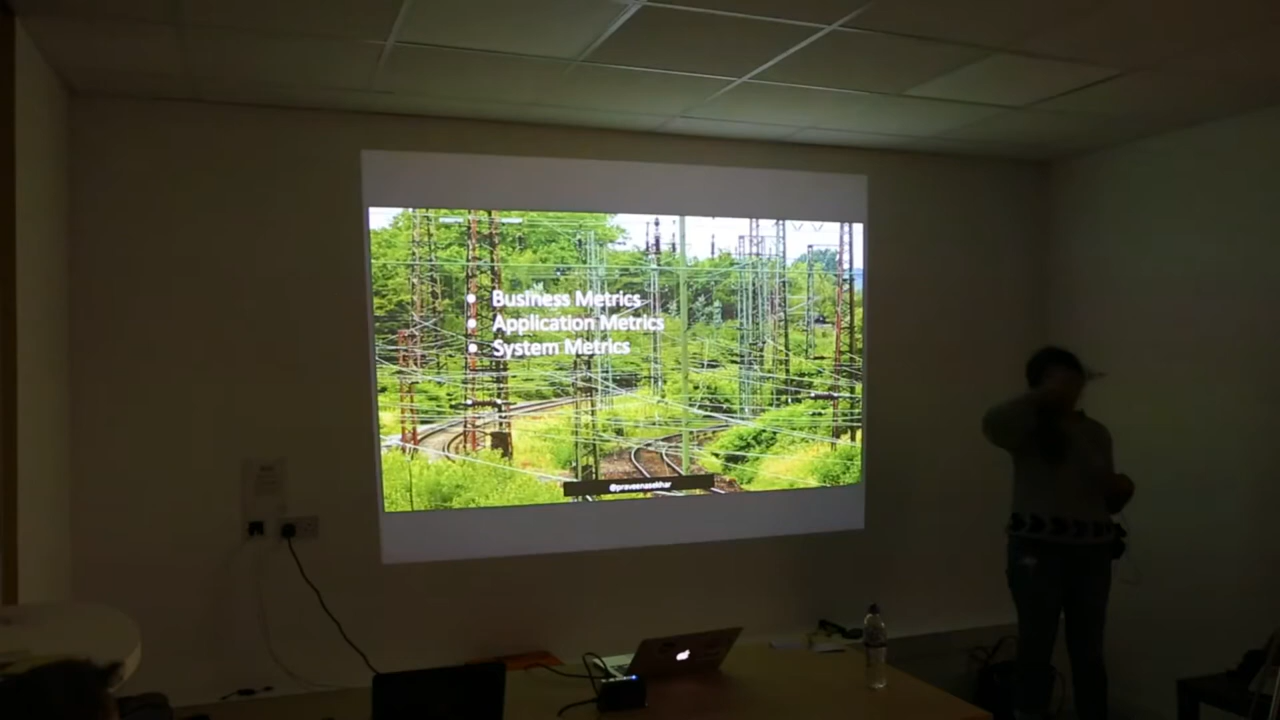 • Business Metrics
• Application Metrics
• System Metrics
@praveenasekhar